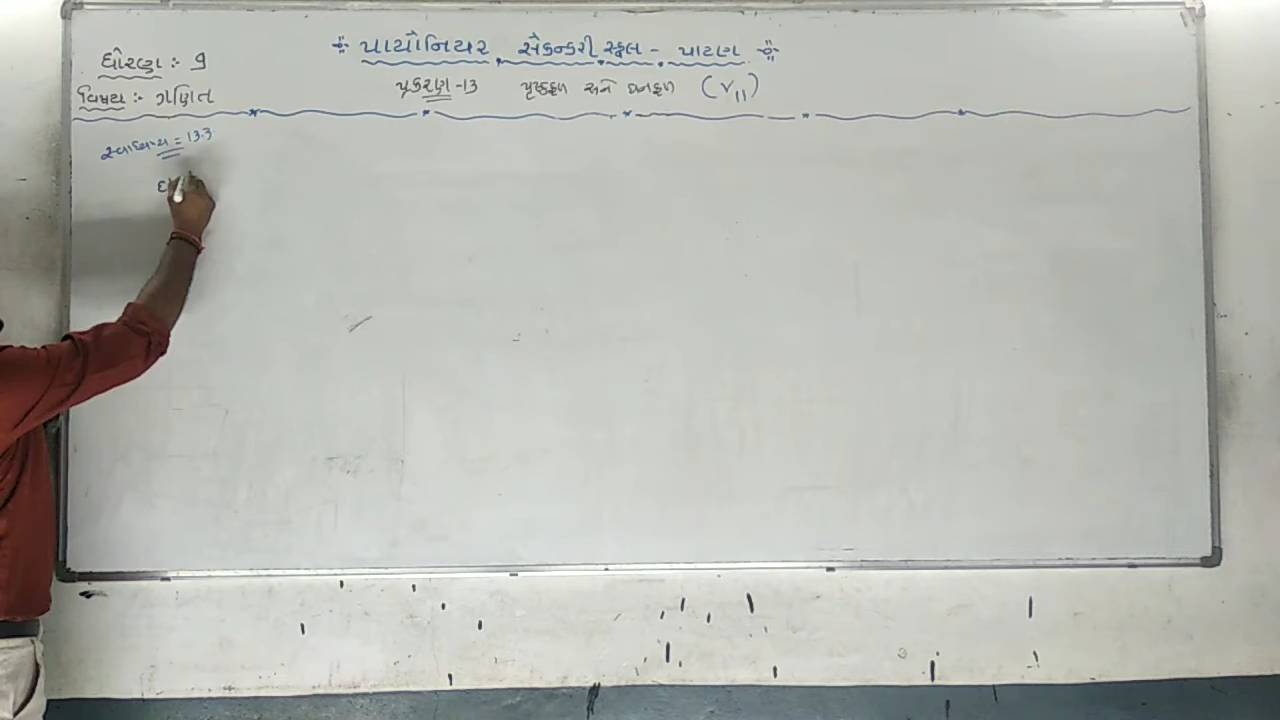 પાયોનિયર સેકન્ડરી સ્કૂલ - પાટણ
ધોરણ :- 9
પ્રકરણ-13 પૃષ્ઠફળ અને ઘનફળ (V11)
વિષય :- ગણિત
સ્વાધ્યાય = 13.3